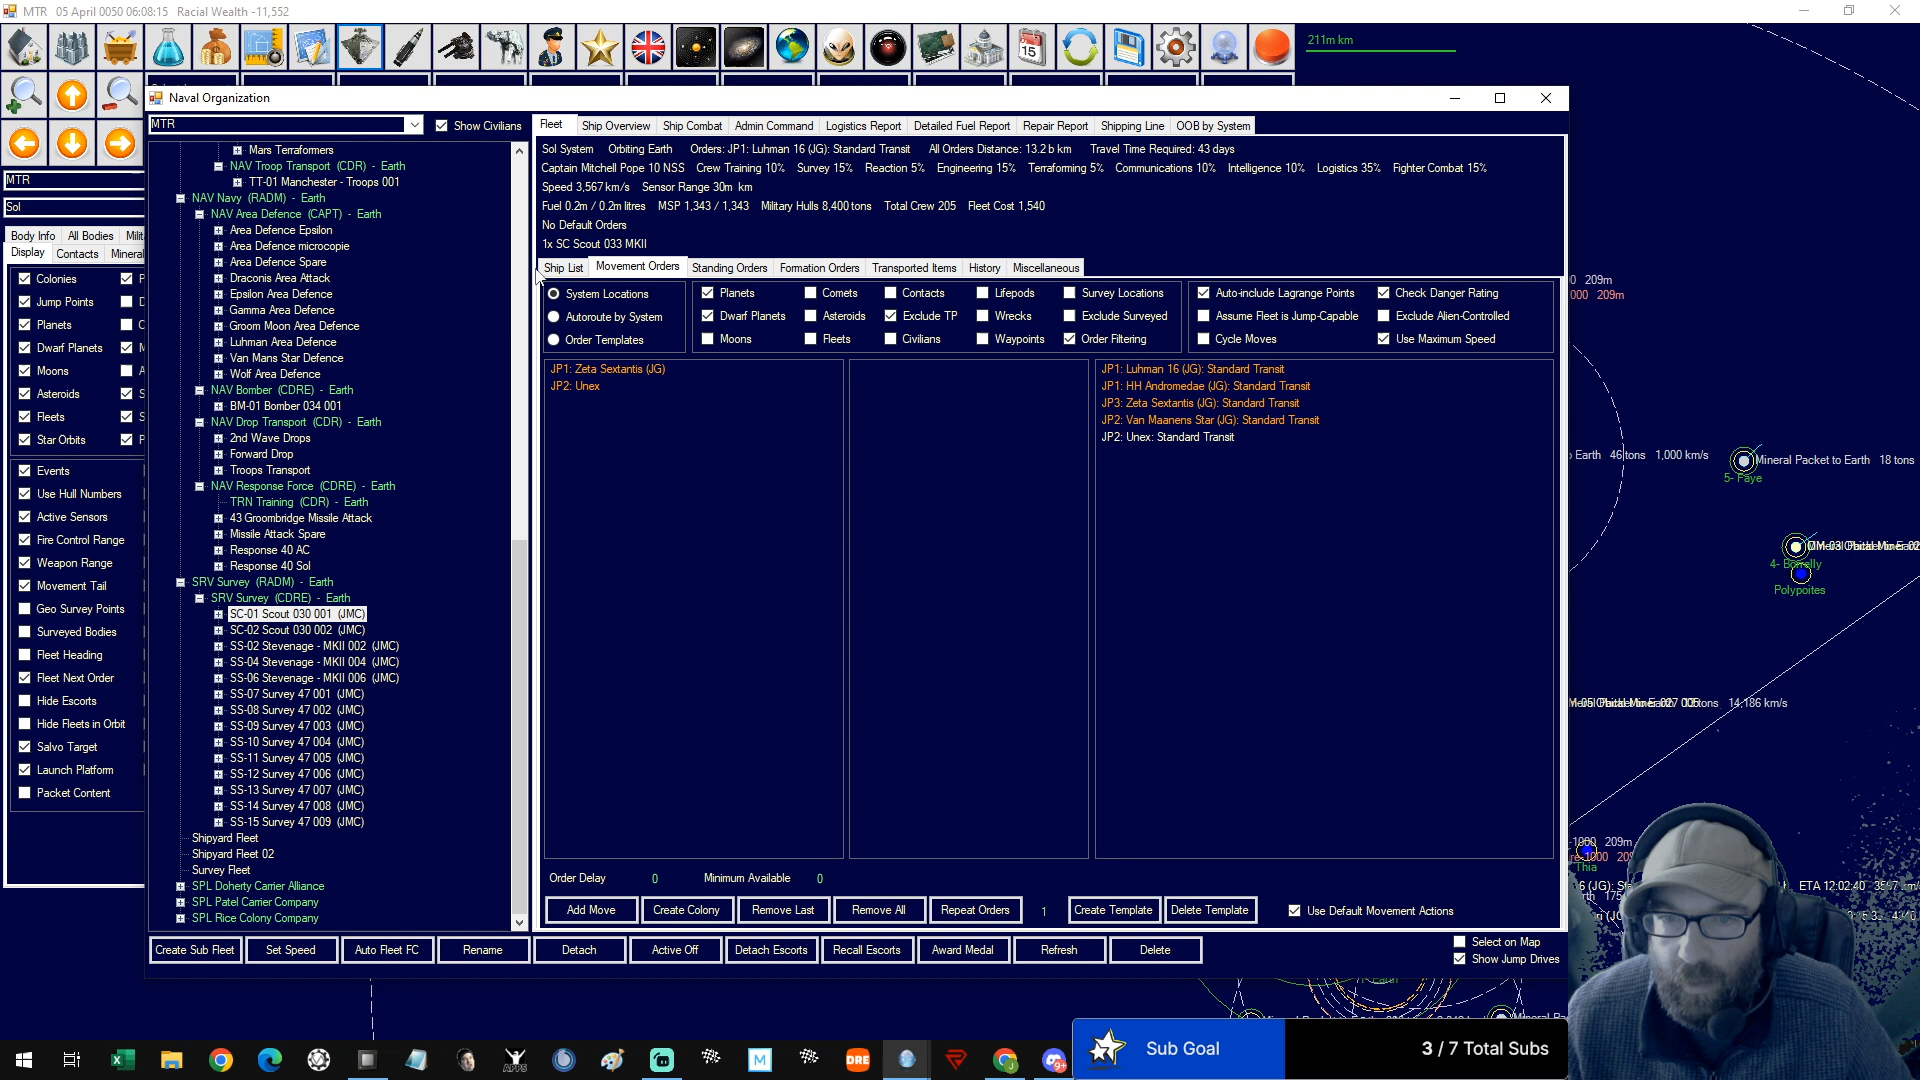 MTR 05 April 0050 06:08:15 Racial Wealth -11,552
211m km
Naval Organization
MTR
Show Civilians
Fleet Ship Overview Ship Combat Admin Command Logistics Report Detailed Fuel Report Repair Report Shipping Line OOB by System
Sol System Orbiting Earth Orders: JP1: Luhman 16 (JG): Standard Transit All Orders Distance: 13.2 b km Travel Time Required: 43 days
Captain Mitchell Pope 10 NSS Crew Training 10% Survey 15% Reaction 5% Engineering 15% Terraforming 5% Communications 10% Intelligence 10% Logistics 35% Fighter Combat 15%
Speed 3,567 km/s Sensor Range 30m km
Fuel 0.2m / 0.2m litres MSP 1,343 / 1,343 Military Hulls 8,400 tons Total Crew 205 Fleet Cost 1,540
No Default Orders
1x SC Scout 033 MKII
Ship List Movement Orders Standing Orders Formation Orders Transported Items History Miscellaneous
System Locations
Autoroute by System
Order Templates
Planets Comets Contacts Lifepods Survey Locations
Dwarf Planets Asteroids Exclude TP Wrecks Exclude Surveyed
Moons Fleets Civilians Waypoints Order Filtering
Auto-include Lagrange Points Check Danger Rating
Assume Fleet is Jump-Capable Exclude Alien-Controlled
Cycle Moves Use Maximum Speed
JP1: Zeta Sextantis (JG)
JP2: Unex
JP1: Luhman 16 (JG): Standard Transit
JP1: HH Andromedae (JG): Standard Transit
JP3: Zeta Sextantis (JG): Standard Transit
JP2: Van Maanens Star (JG): Standard Transit
JP2: Unex: Standard Transit
Order Delay 0 Minimum Available 0
Add Move Create Colony Remove Last Remove All Repeat Orders 1 Create Template Delete Template Use Default Movement Actions
Create Sub Fleet Set Speed Auto Fleet FC Rename Detach Active Off Detach Escorts Recall Escorts Award Medal Refresh Delete
Select on Map
Show Jump Drives
Mars Terraformers
NAV Troop Transport (CDR) - Earth
TT-01 Manchester - Troops 001
NAV Navy (RADM) - Earth
NAV Area Defence (CAPT) - Earth
Area Defence Epsilon
Area Defence microcopie
Area Defence Spare
Draconis Area Attack
Epsilon Area Defence
Gamma Area Defence
Groom Moon Area Defence
Luhman Area Defence
Van Mans Star Defence
Wolf Area Defence
NAV Bomber (CDRE) - Earth
BM-01 Bomber 034 001
NAV Drop Transport (CDR) - Earth
2nd Wave Drops
Forward Drop
Troops Transport
NAV Response Force (CDRE) - Earth
TRN Training (CDR) - Earth
43 Groombridge Missile Attack
Missile Attack Spare
Response 40 AC
Response 40 Sol
SRV Survey (RADM) - Earth
SRV Survey (CDRE) - Earth
SC-01 Scout 030 001 (JMC)
SC-02 Scout 030 002 (JMC)
SS-02 Stevenage - MKII 002 (JMC)
SS-04 Stevenage - MKII 004 (JMC)
SS-06 Stevenage - MKII 006 (JMC)
SS-07 Survey 47 001 (JMC)
SS-08 Survey 47 002 (JMC)
SS-09 Survey 47 003 (JMC)
SS-10 Survey 47 004 (JMC)
SS-11 Survey 47 005 (JMC)
SS-12 Survey 47 006 (JMC)
SS-13 Survey 47 007 (JMC)
SS-14 Survey 47 008 (JMC)
SS-15 Survey 47 009 (JMC)
Shipyard Fleet
Shipyard Fleet 02
Survey Fleet
SPL Doherty Carrier Alliance
SPL Patel Carrier Company
SPL Rice Colony Company
MTR
Sol
Body Info All Bodies
Display Contacts
Colonies
Jump Points
Planets
Dwarf Planets
Moons
Asteroids
Fleets
Star Orbits
Events
Use Hull Numbers
Active Sensors
Fire Control Range
Weapon Range
Movement Tail
Geo Survey Points
Surveyed Bodies
Fleet Heading
Fleet Next Order
Hide Escorts
Hide Fleets in Orbit
Salvo Target
Launch Platform
Packet Content
209m
209m
Earth 46 tons 1,000 km/s
Mineral Packet to Earth 18 tons
5- Faye
Polypoites
14,186 km/s
209m
Thia
ETA 12:02:40
Sub Goal
3 / 7 Total Subs